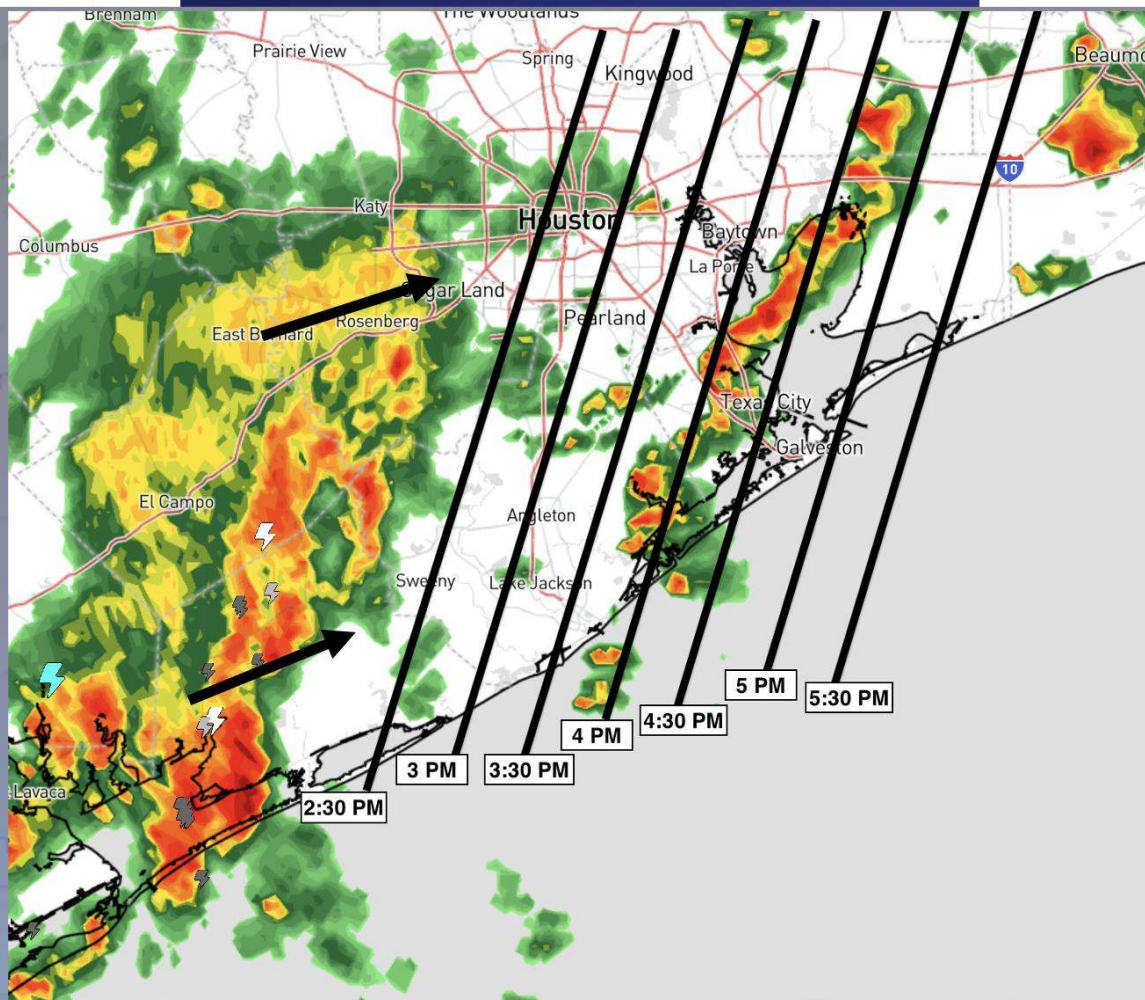 Brenham
The Woodlands
Prairie View
Spring
Kingwood
10
Katy
Houston
Columbus
Baytown
La Porte
Sugar Land
Rosenberg
East Bernard
Pearland
Texas City
Galveston
El Campo
Angleton
Sweeny
Lake Jackson
Lavaca
5 PM
5:30 PM
4:30 PM
4 PM
3 PM
3:30 PM
2:30 PM